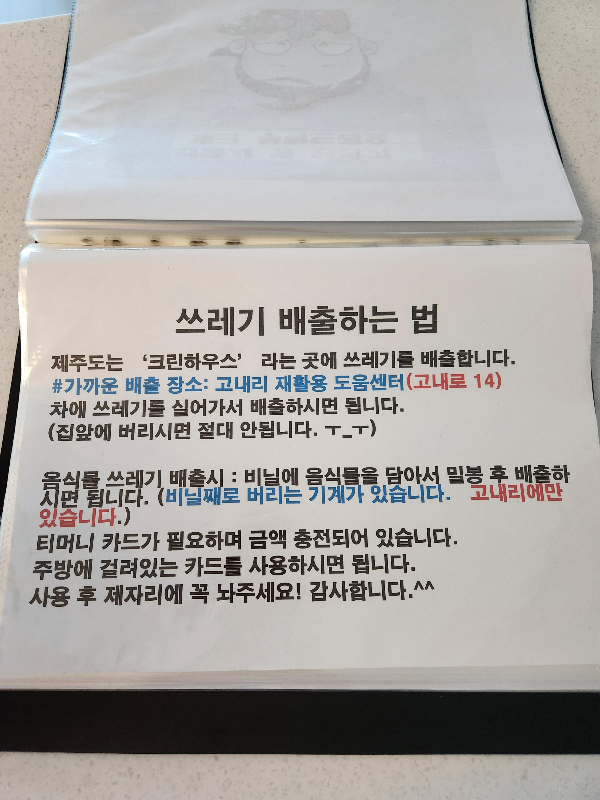 쓰레기 배출하는 법
제주도는 ‘크린하우스’ 라는 곳에 쓰레기를 배출합니다.
#가까운 배출 장소: 고내리 재활용 도움센터(고내로 14)
차에 쓰레기를 실어가서 배출하시면 됩니다.
(집앞에 버리시면 절대 안됩니다. ㅜ_ㅜ)
음식물 쓰레기 배출시 : 비닐에 음식물을 담아서 밀봉 후 배출하
시면 됩니다. (비닐째로 버리는 기계가 있습니다. 고내리에만
있습니다.)
티머니 카드가 필요하며 금액 충전되어 있습니다.
주방에 걸려있는 카드를 사용하시면 됩니다.
사용 후 제자리에 꼭 놔주세요! 감사합니다.^^